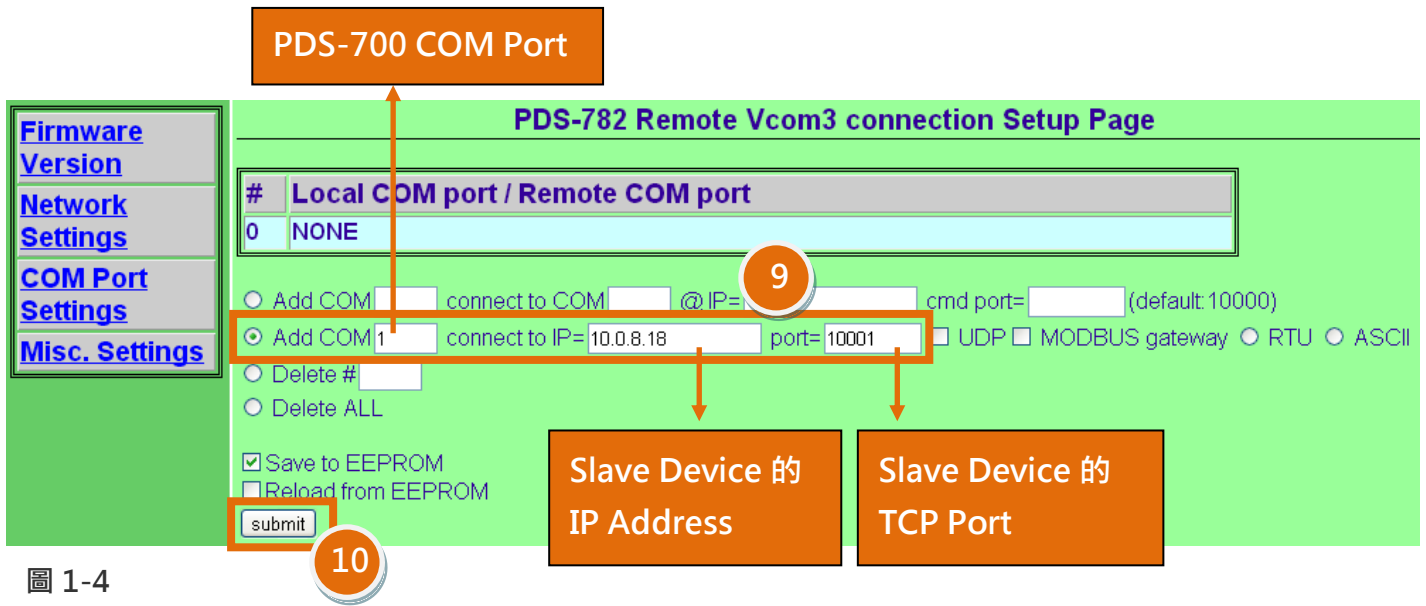 PDS-700 COM Port
Firmware
Version
Network
Settings
COM Port
Settings
Misc. Settings
PDS-782 Remote Vcom3 connection Setup Page
# Local COM port / Remote COM port
0 NONE
9
Add COM connect to COM @ IP= cmd port= (default:10000)
Add COM 1 connect to IP= 10.0.8.18 port= 10001 UDP MODBUS gateway RTU ASCII
Delete #
Delete ALL
Save to EEPROM
Reload from EEPROM
submit
10
Slave Device 的
IP Address
Slave Device 的
TCP Port
圖 1-4